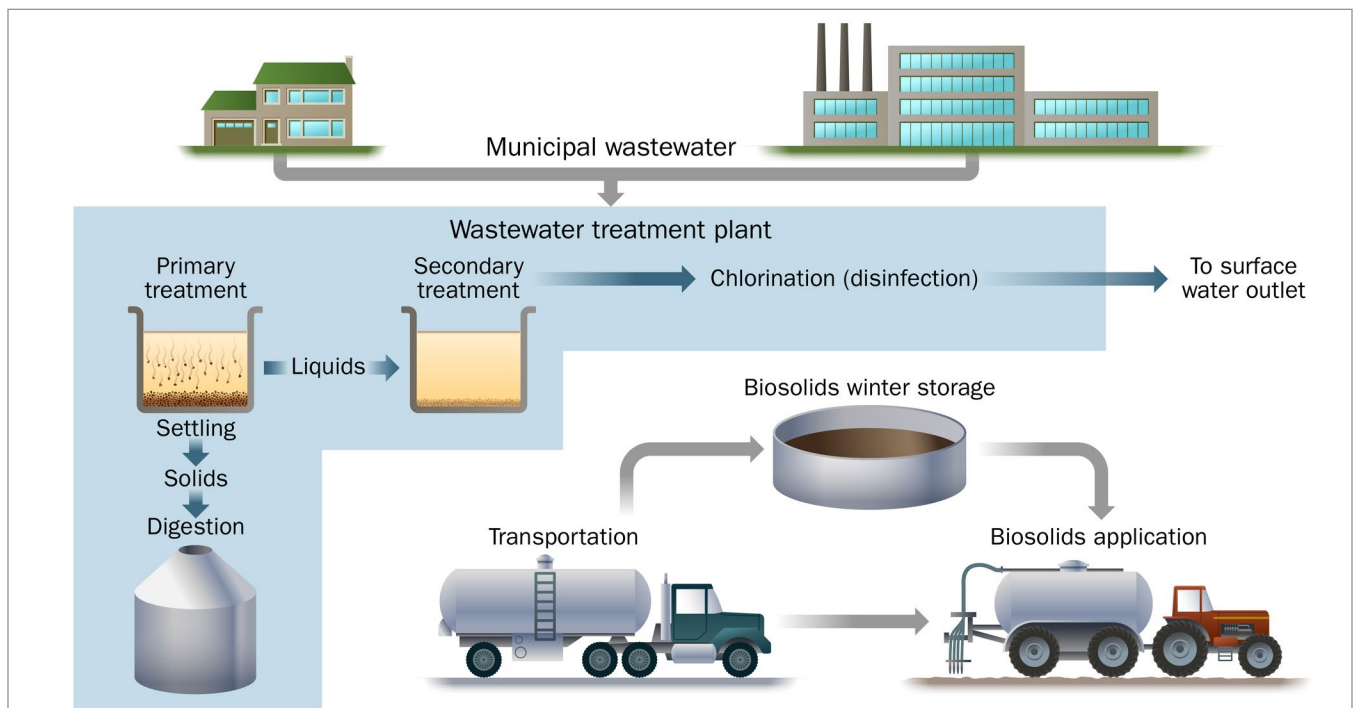 Municipal wastewater
Wastewater treatment plant
Primary
treatment
Secondary
treatment
Chlorination (disinfection)
To surface
water outlet
Liquids
Settling
Solids
Digestion
Biosolids winter storage
Transportation
Biosolids application